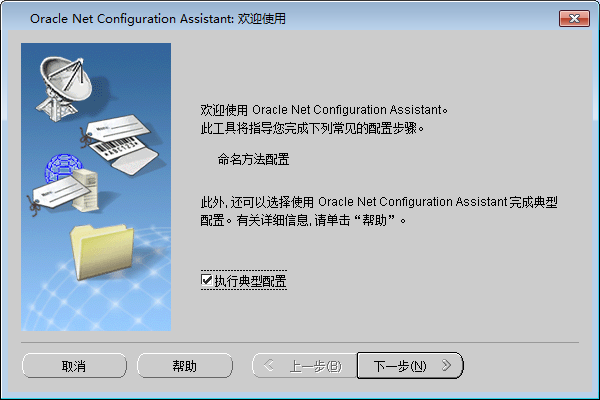 Oracle Net Configuration Assistant: 欢迎使用
欢迎使用 Oracle Net Configuration Assistant。
此工具将指导您完成下列常见的配置步骤。
命名方法配置
此外, 还可以选择使用 Oracle Net Configuration Assistant 完成典型
配置。有关详细信息, 请单击“帮助”。
执行典型配置
取消
帮助
上一步(B)
下一步(N)